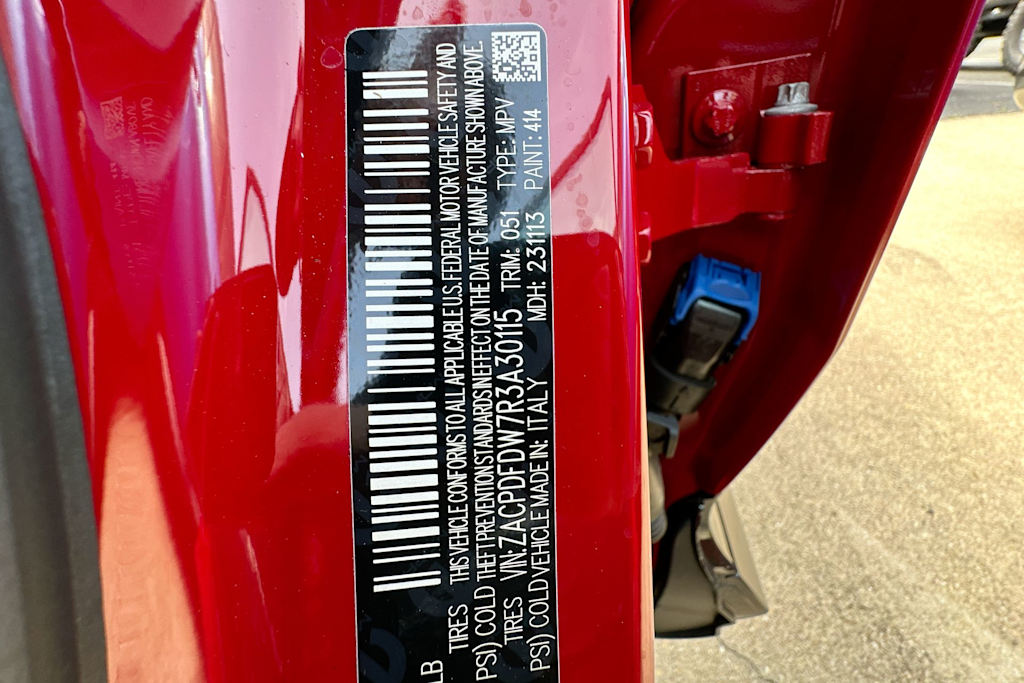 LB
TIRES THIS VEHICLE CONFORMS TO ALL APPLICABLE U.S. FEDERAL MOTOR VEHICLE SAFETY AND
PSI) COLD THEFT PREVENTION STANDARDS IN EFFECT ON THE DATE OF MANUFACTURE SHOWN ABOVE.
TIRES VIN: ZACPDFDW7R3A30115 TRIM: 051 TYPE: MPV
PSI) COLD VEHICLE MADE IN: ITALY MDH: 231113 PAINT: 414